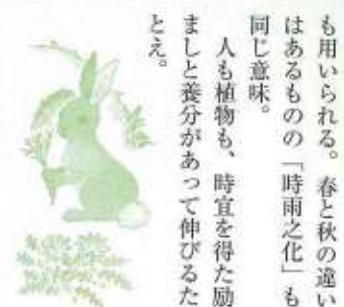 も用いられる。春と秋の違い
はあるものの「時雨之化」も
同じ意味。
人も植物も、時宜を得た励
ましと養分があって伸びるた
とえ。